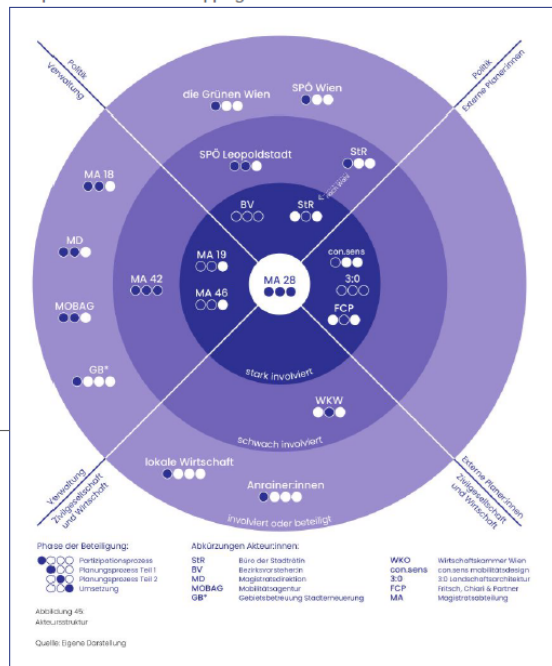 Politik
Verwaltung
Politik
Externe Planer:innen
die Grünen Wien
SPÖ Wien
SPÖ Leopoldstadt
StR
MA 18
nach Wahl
BV
StR
MD
MA 19
con.sens
MA 42
MA 28
3:0
MA 46
MOBAG
FCP
GB*
stark involviert
WKW
schwach involviert
lokale Wirtschaft
Anrainer:innen
involviert oder beteiligt
Verwaltung
Zivilgesellschaft
und Wirtschaft
Externe Planer:innen
Zivilgesellschaft
und Wirtschaft
Phase der Beteiligung:
Partizipationsprozess
Planungsprozess Teil 1
Planungsprozess Teil 2
Umsetzung
Abkürzungen Akteur:innen:
StR Büro der Stadträtin
BV Bezirksvorsteher:in
MD Magistratsdirektion
MOBAG Mobilitätsagentur
GB* Gebietsbetreuung Stadterneuerung
WKO Wirtschaftskammer Wien
con.sens con.sens mobilitätsdesign
3:0 3:0 Landschaftsarchitektur
FCP Fritsch, Chiari & Partner
MA Magistratsabteilung
Abbildung 45:
Akteursstruktur
Quelle: Eigene Darstellung